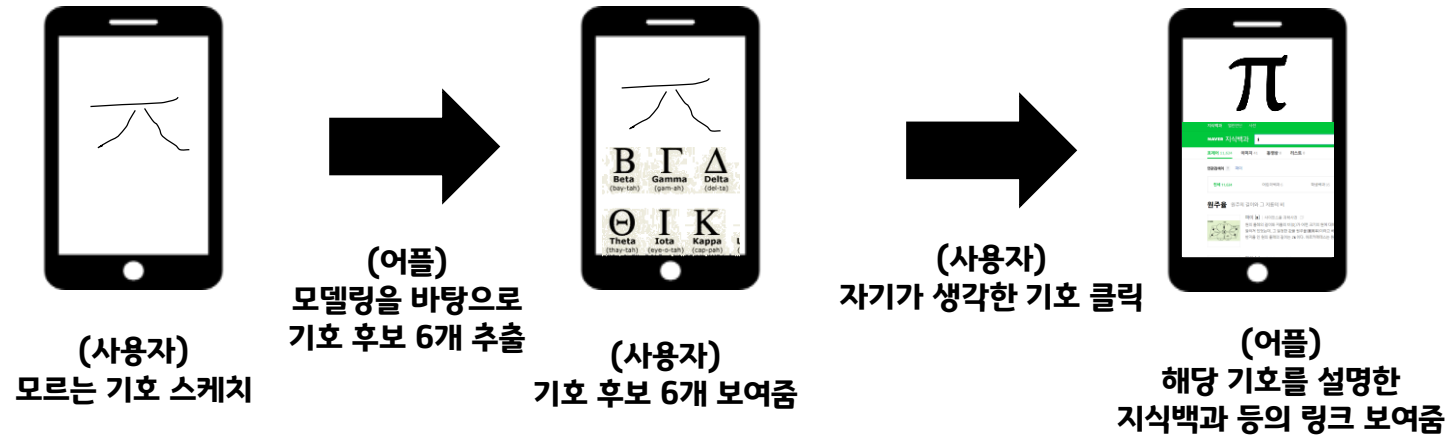 (사용자)
모르는 기호 스케치
(어플)
모델링을 바탕으로
기호 후보 6개 추출
Β Γ Δ
Beta Gamma Delta
(bay-tah) (gam-ah) (del-ta)
Θ Ι Κ
Theta Iota Kappa
(thay-tah) (eye-o-tah) (cap-pah)
(사용자)
기호 후보 6개 보여줌
(사용자)
자기가 생각한 기호 클릭
π
지식백과
NAVER 지식백과
원주율
(어플)
해당 기호를 설명한
지식백과 등의 링크 보여줌